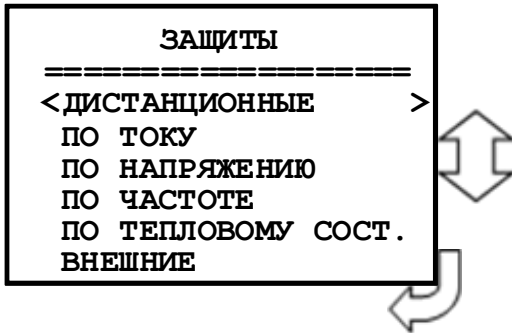 ЗАЩИТЫ
===================
<ДИСТАНЦИОННЫЕ >
ПО ТОКУ
ПО НАПРЯЖЕНИЮ
ПО ЧАСТОТЕ
ПО ТЕПЛОВОМУ СОСТ.
ВНЕШНИЕ